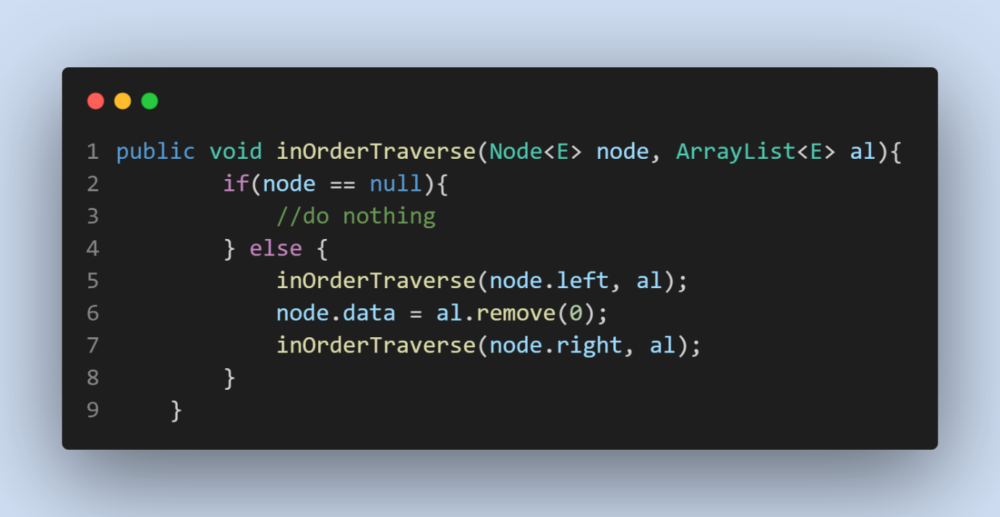 1 public void inOrderTraverse(Node<E> node, ArrayList<E> al){
2         if(node == null){
3             //do nothing
4         } else {
5             inOrderTraverse(node.left, al);
6             node.data = al.remove(0);
7             inOrderTraverse(node.right, al);
8         }
9     }